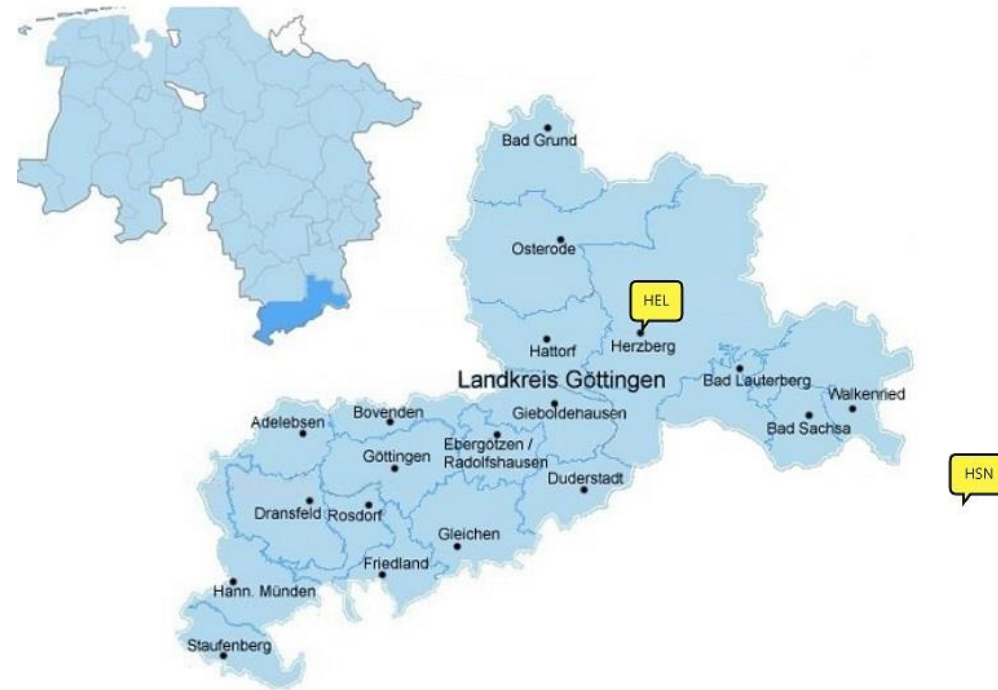 Bad Grund
Osterode
HEL
Hattorf
Herzberg
Landkreis Göttingen
Bad Lauterberg
Walkenried
Adelebsen
Bovenden
Gieboldehausen
Bad Sachsa
Göttingen
Ebergötzen /
Radolfshausen
Duderstadt
HSN
Dransfeld
Rosdorf
Gleichen
Friedland
Hann. Münden
Staufenberg